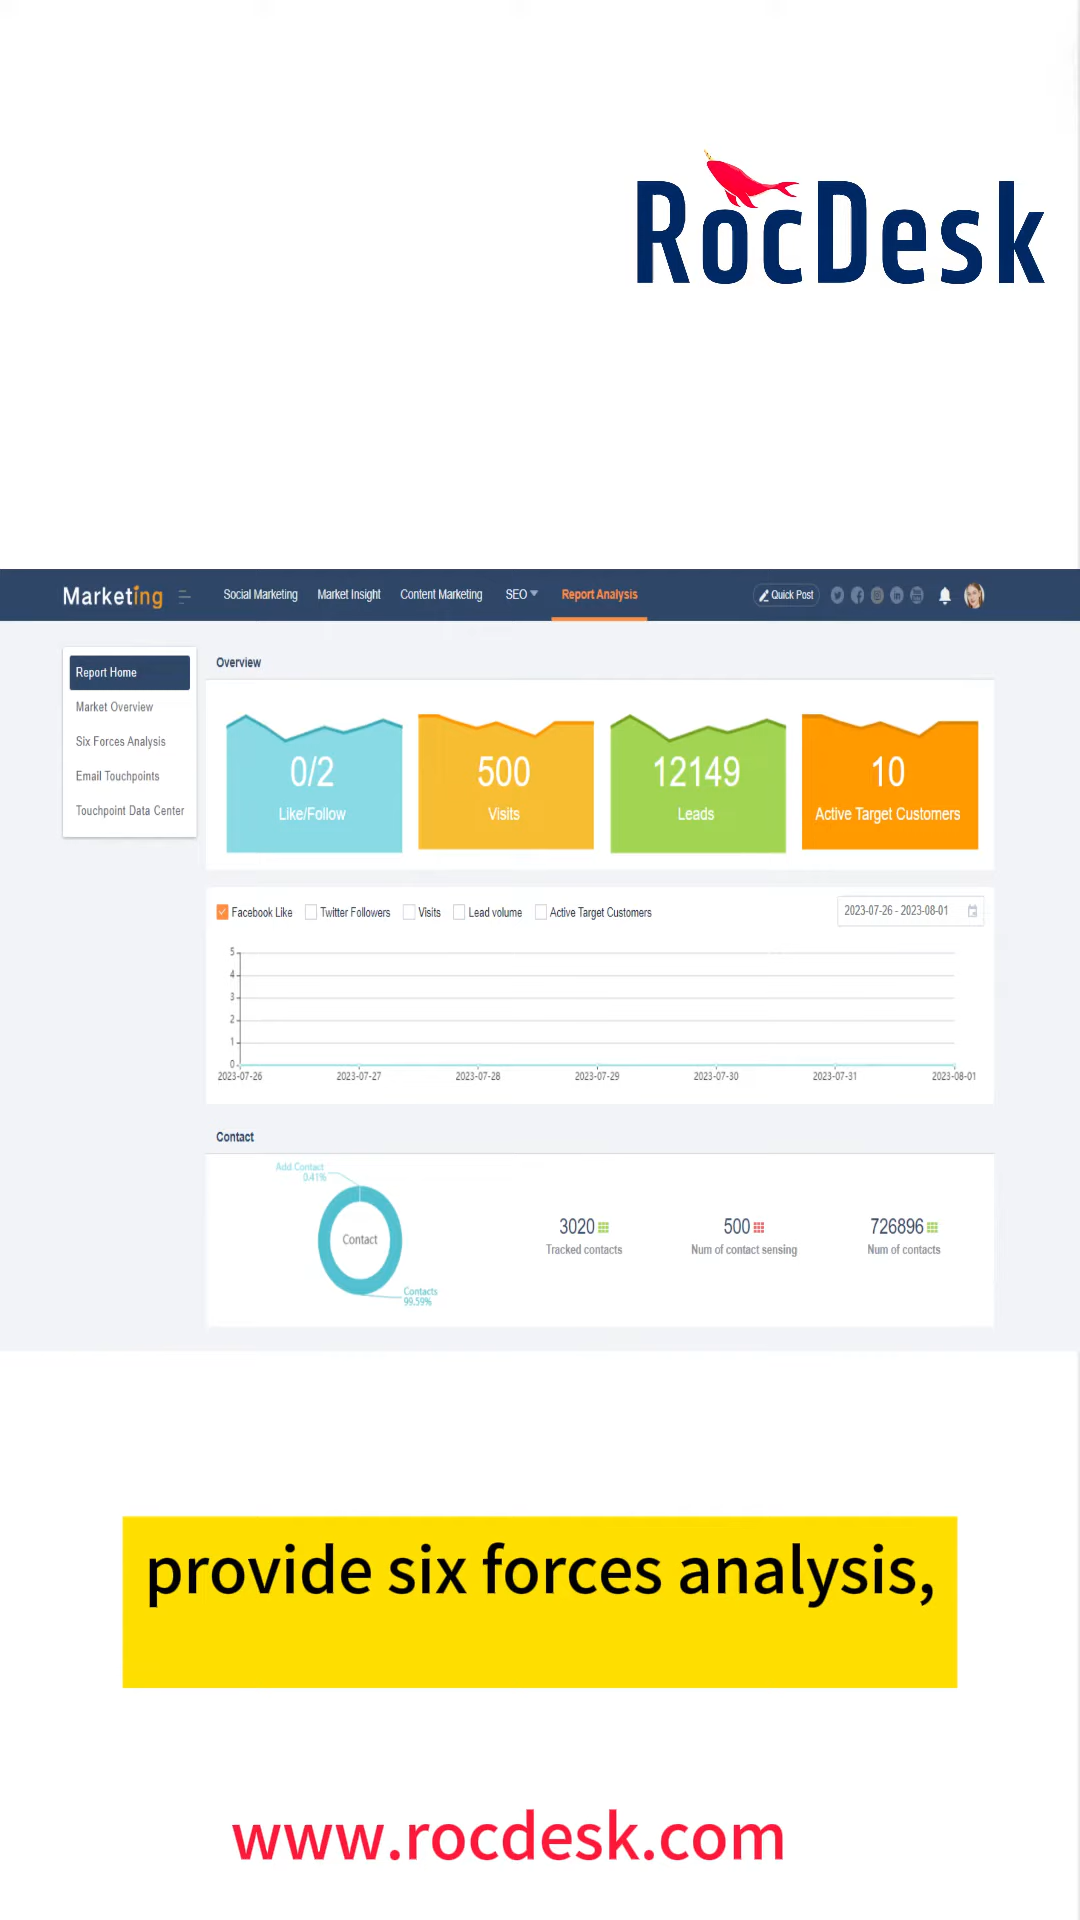 RocDesk
Marketing
Social Marketing
Market Insight
Content Marketing
SEO
Report Analysis
Quick Post
Report Home
Market Overview
Six Forces Analysis
Email Touchpoints
Touchpoint Data Center
Overview
0/2
Like/Follow
500
Visits
12149
Leads
10
Active Target Customers
Facebook Like
Twitter Followers
Visits
Lead volume
Active Target Customers
2023-07-26 - 2023-08-01
5
4
3
2
1
0
2023-07-26
2023-07-27
2023-07-28
2023-07-29
2023-07-30
2023-07-31
2023-08-01
Contact
Add Contact
0.41%
Contact
Contacts
99.59%
3020
Tracked contacts
500
Num of contact sensing
726896
Num of contacts
provide six forces analysis,
www.rocdesk.com